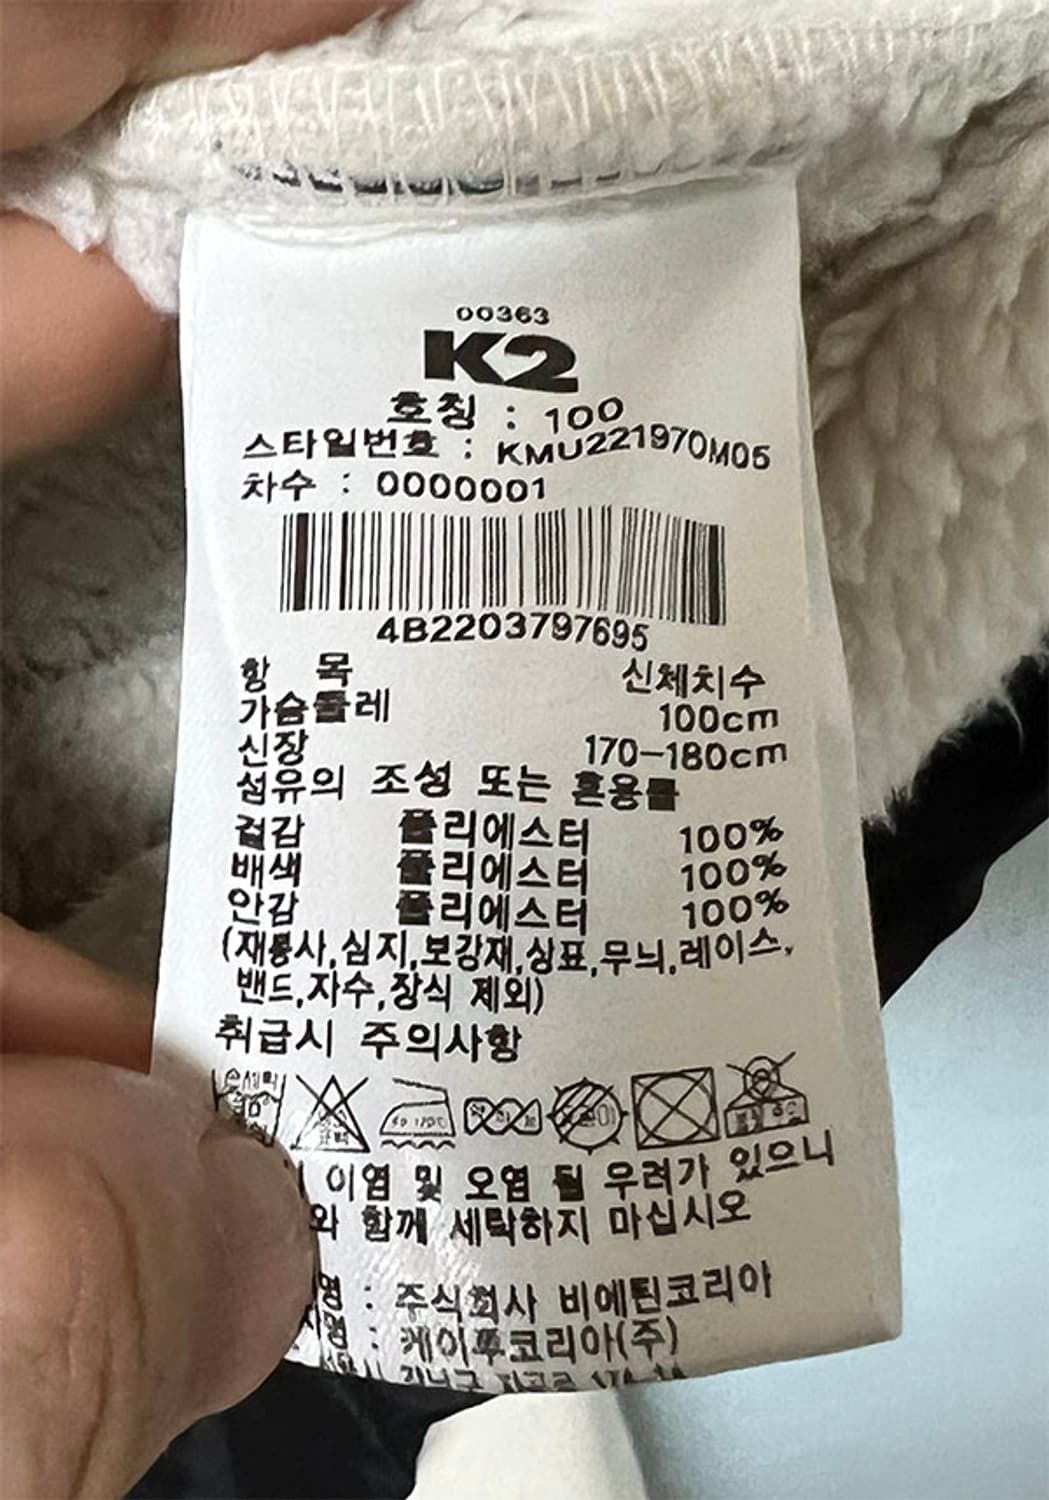 00363
K2
호칭 : 100
스타일번호 : KMU221970M05
차수 : 0000001
4B2203797695
항 목 신체치수
가슴둘레 100cm
신장 170-180cm
섬유의 조성 또는 혼용률
겉감 폴리에스터 100%
배색 폴리에스터 100%
안감 폴리에스터 100%
(재봉사,심지,보강재,상표,무늬,레이스,
밴드,자수,장식 제외)
취급시 주의사항
이염 및 오염 될 우려가 있으니
와 함께 세탁하지 마십시오
명 : 주식회사 비에틴코리아
명 : 케이투코리아(주)